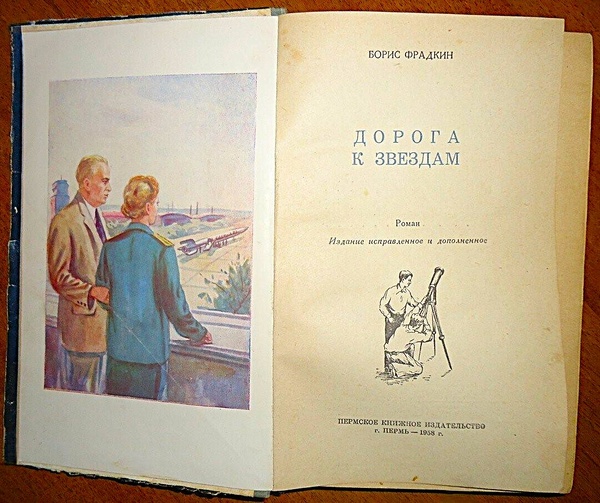 БОРИС ФРАДКИН
ДОРОГА
К ЗВЕЗДАМ
Роман
Издание исправленное и дополненное
ПЕРМСКОЕ КНИЖНОЕ ИЗДАТЕЛЬСТВО
г. ПЕРМЬ — 1958 г.